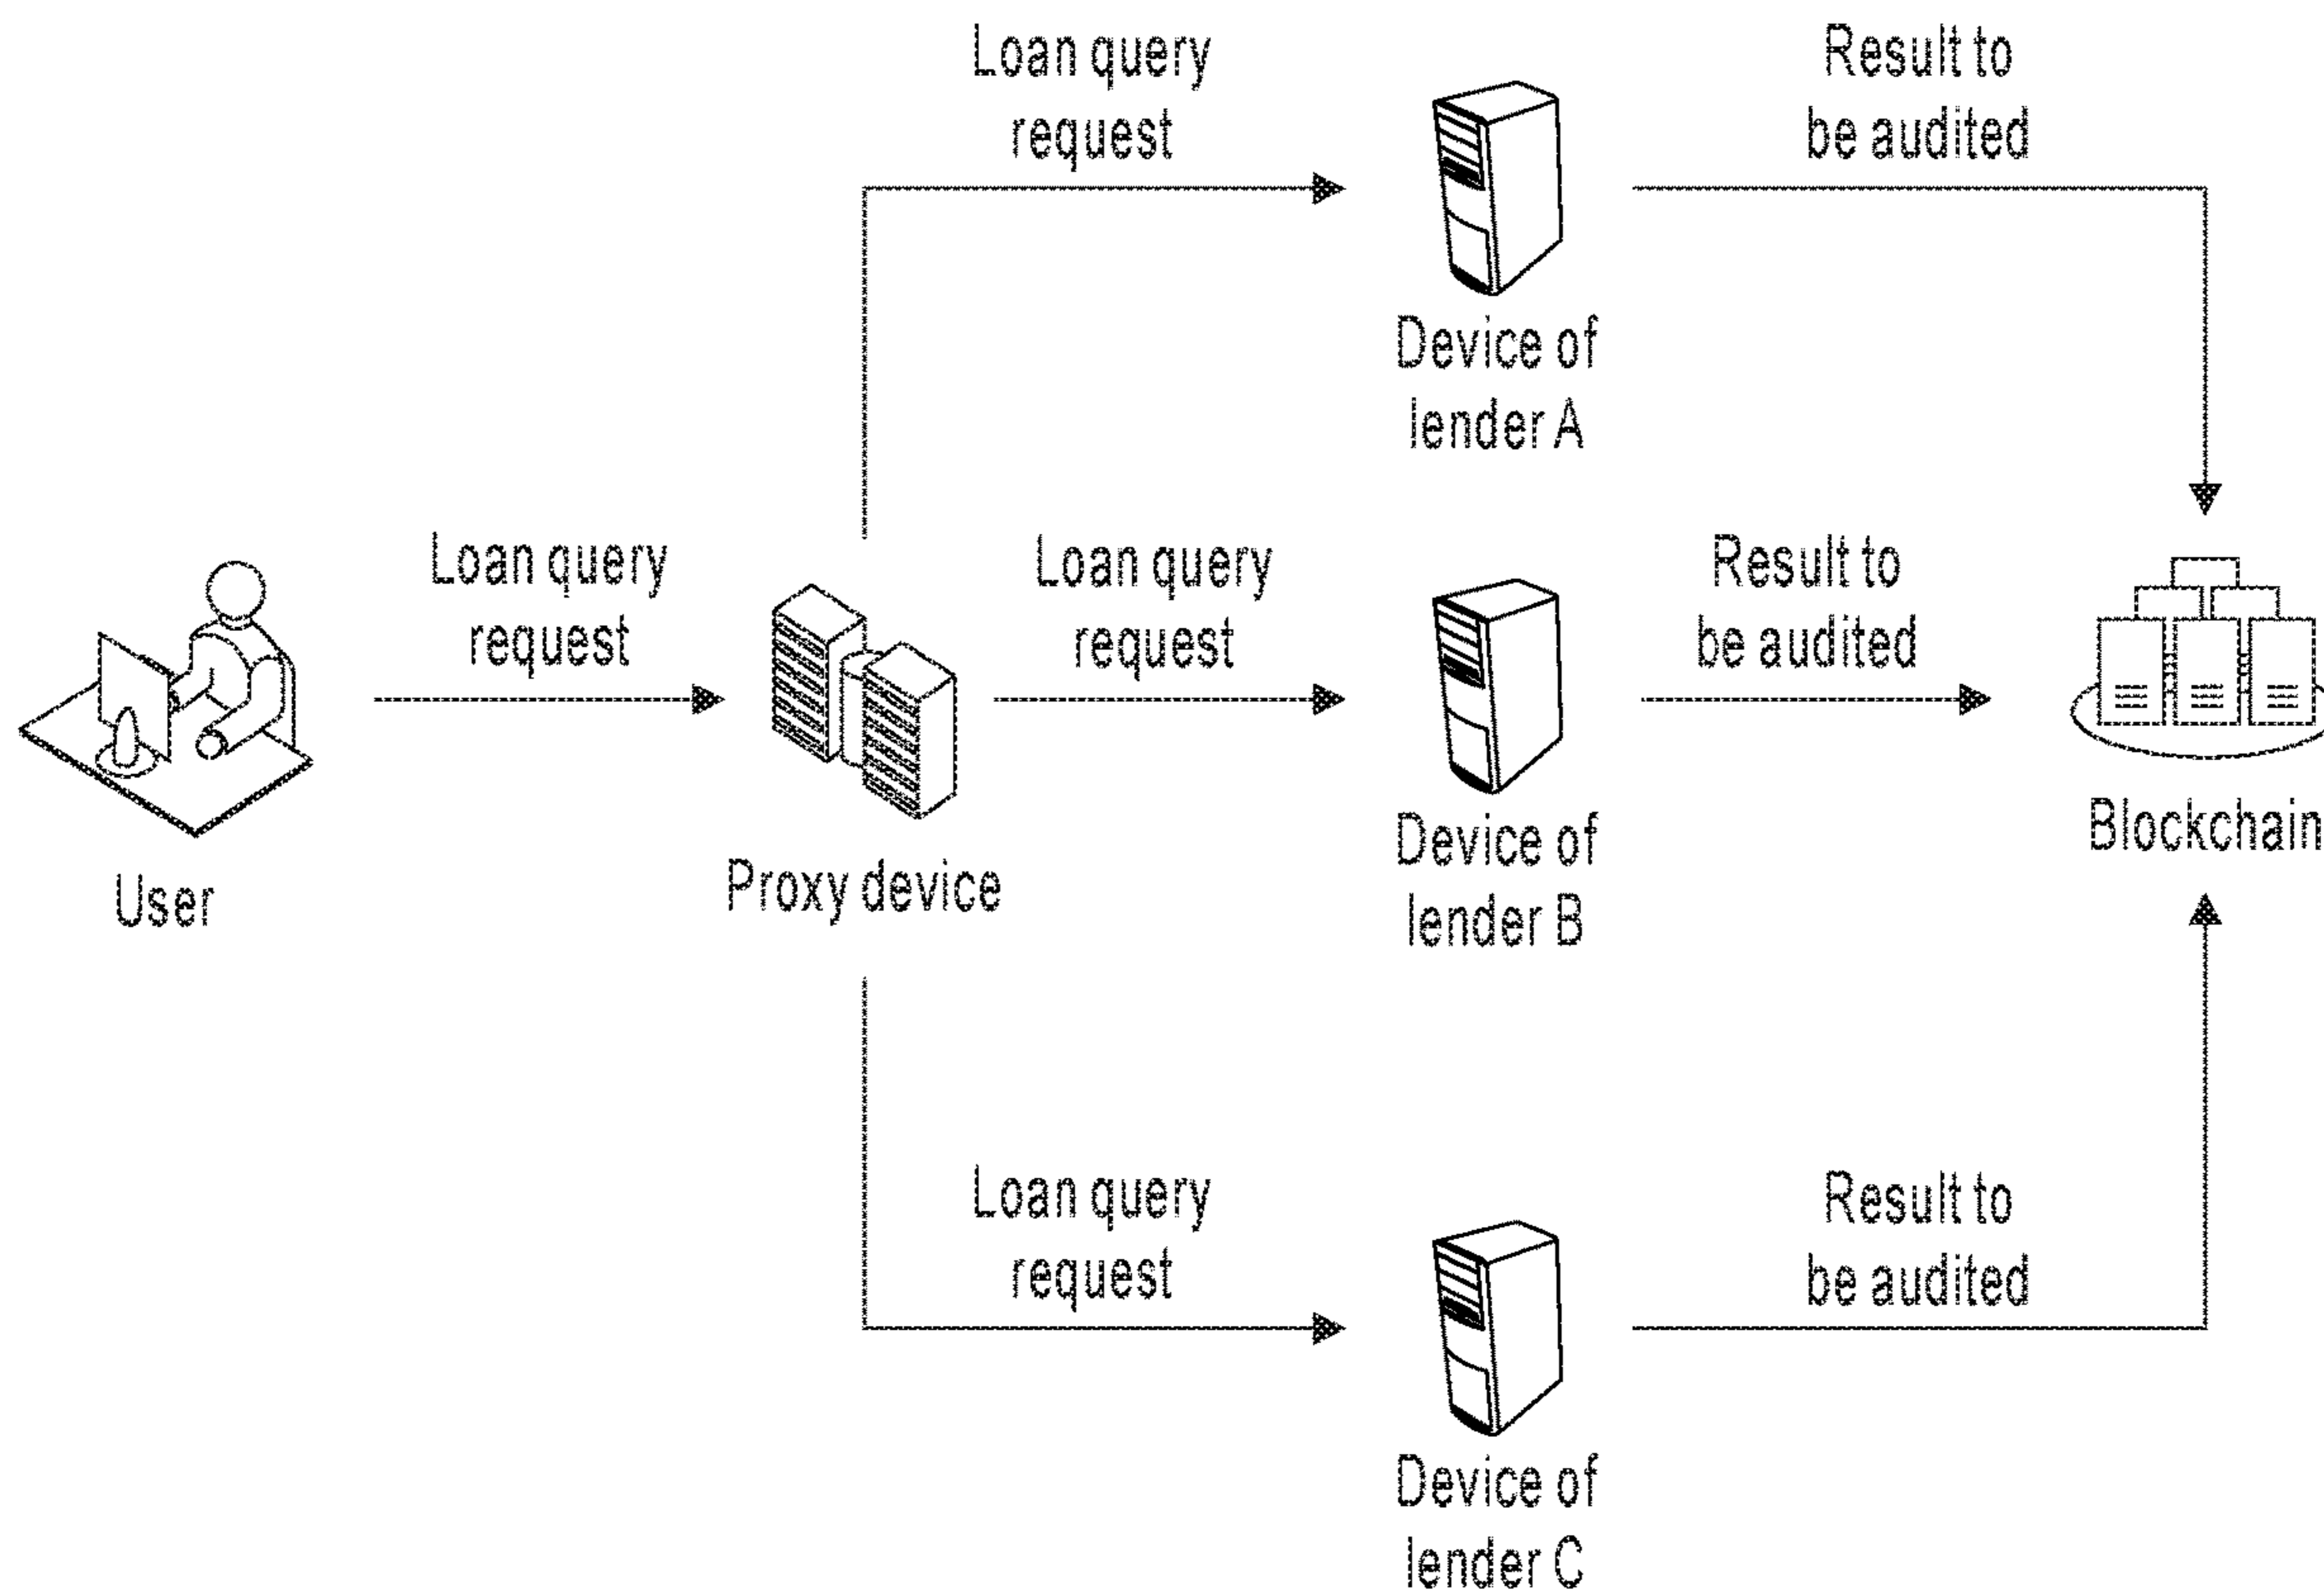 Loan query
request
Result to
be audited
Device of
lender A
Loan query
request
Loan query
request
Result to
be audited
User
Proxy device
Device of
lender B
Blockchain
Loan query
request
Result to
be audited
Device of
lender C